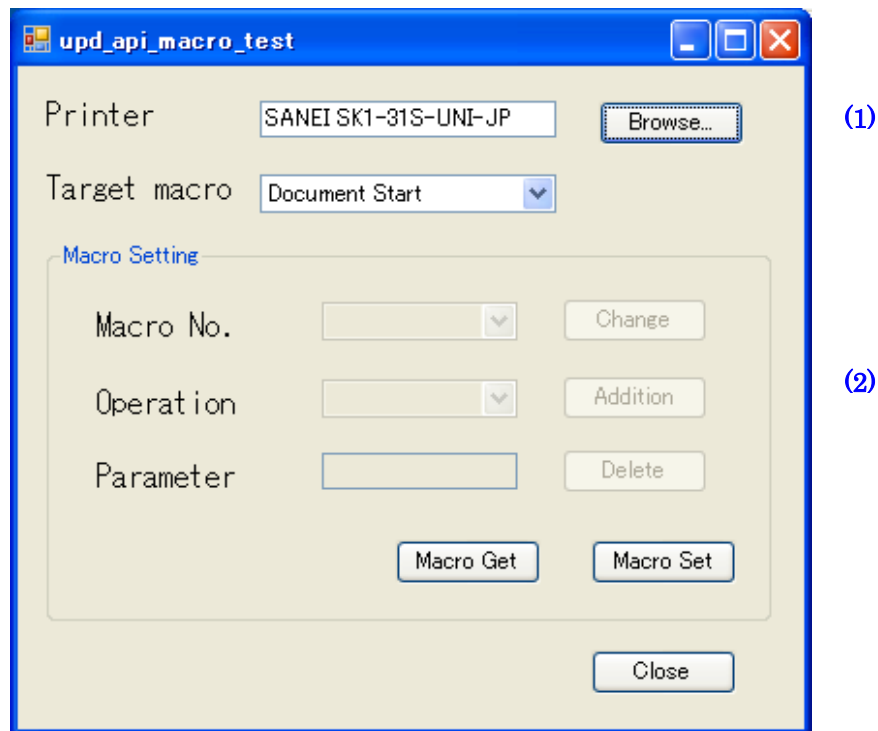 upd_api_macro_test
Printer SANEI SK1-31S-UNI-JP Browse... (1)
Target macro Document Start
Macro Setting
Macro No. Change
Operation Addition (2)
Parameter Delete
Macro Get Macro Set
Close